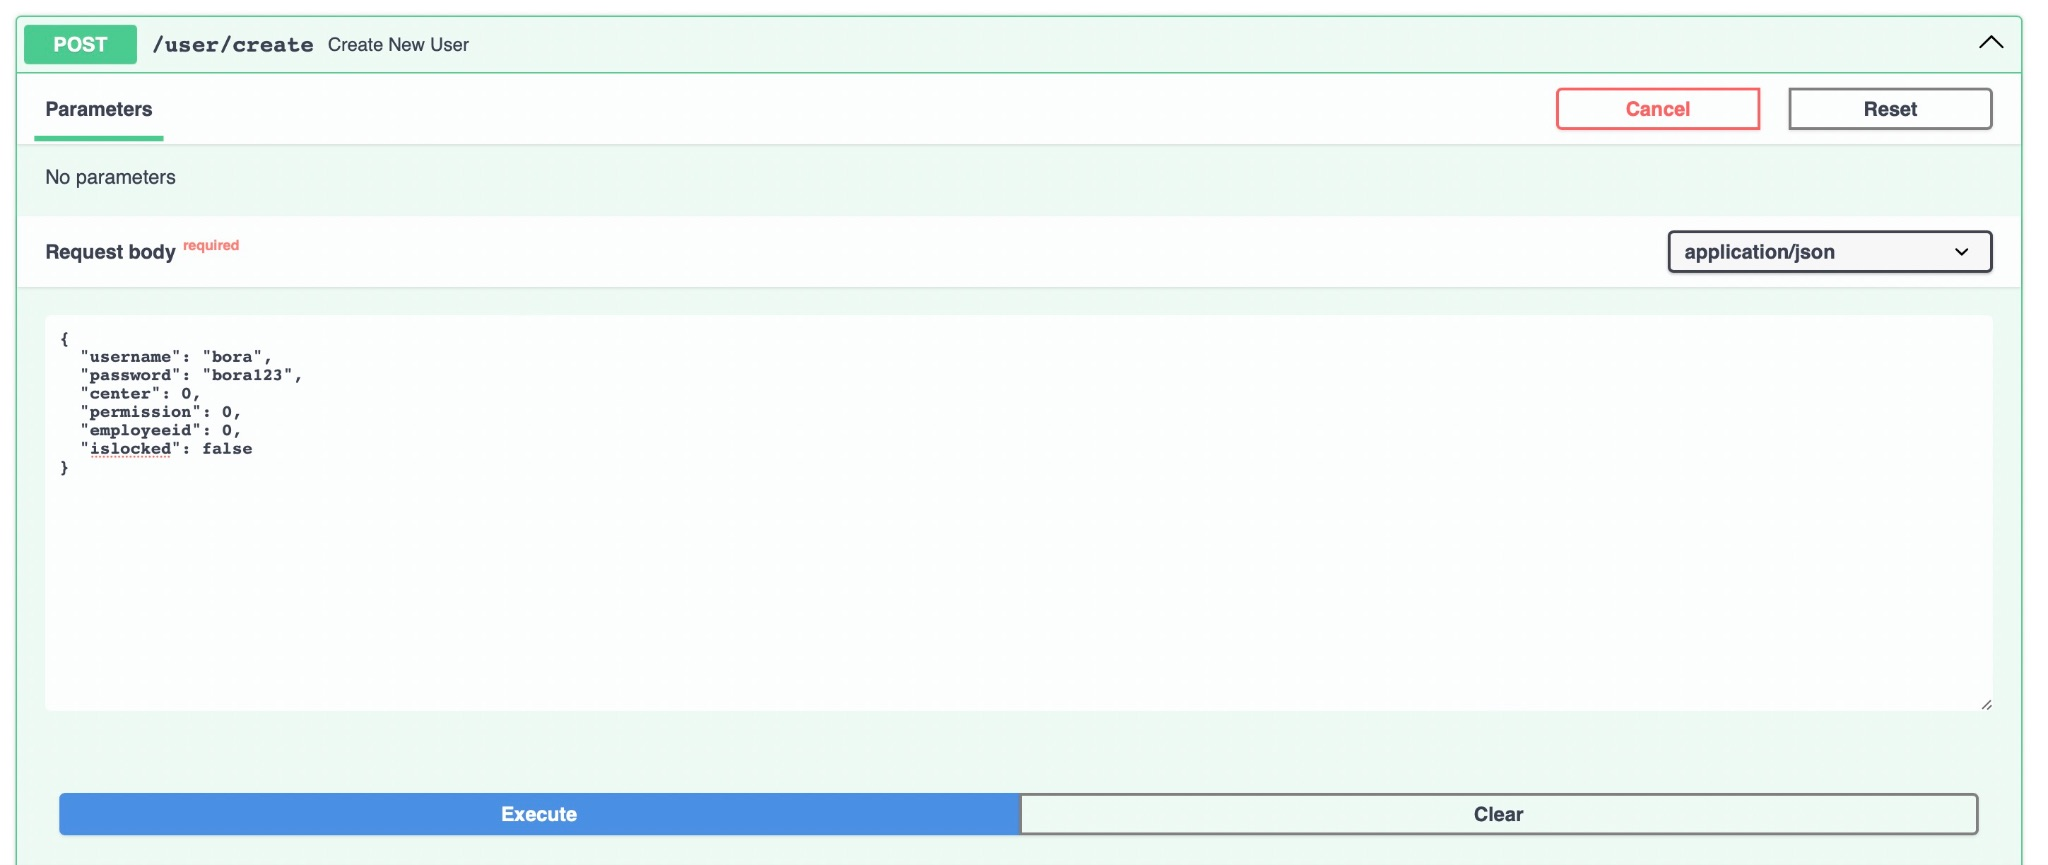 POST /user/create Create New User
Parameters Cancel Reset
No parameters
Request body required application/json
{
  "username": "bora",
  "password": "bora123",
  "center": 0,
  "permission": 0,
  "employeeid": 0,
  "islocked": false
}
Execute Clear